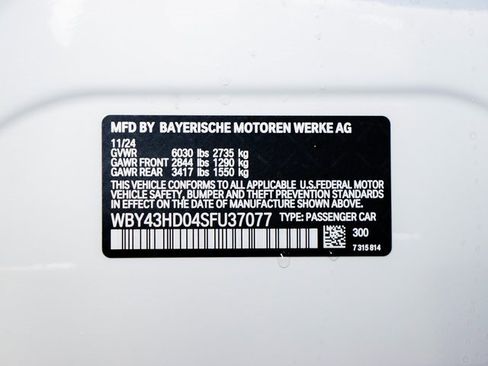 MFD BY BAYERISCHE MOTOREN WERKE AG
11/24
GVWR 6030 lbs 2735 kg
GAWR FRONT 2844 lbs 1290 kg
GAWR REAR 3417 lbs 1550 kg
THIS VEHICLE CONFORMS TO ALL APPLICABLE U.S.FEDERAL MOTOR
VEHICLE SAFETY, BUMPER AND THEFT PREVENTION STANDARDS
IN EFFECT ON THE DATE OF MANUFACTURE SHOWN ABOVE.
WBY43HD04SFU37077 TYPE: PASSENGER CAR
300
7 315 814